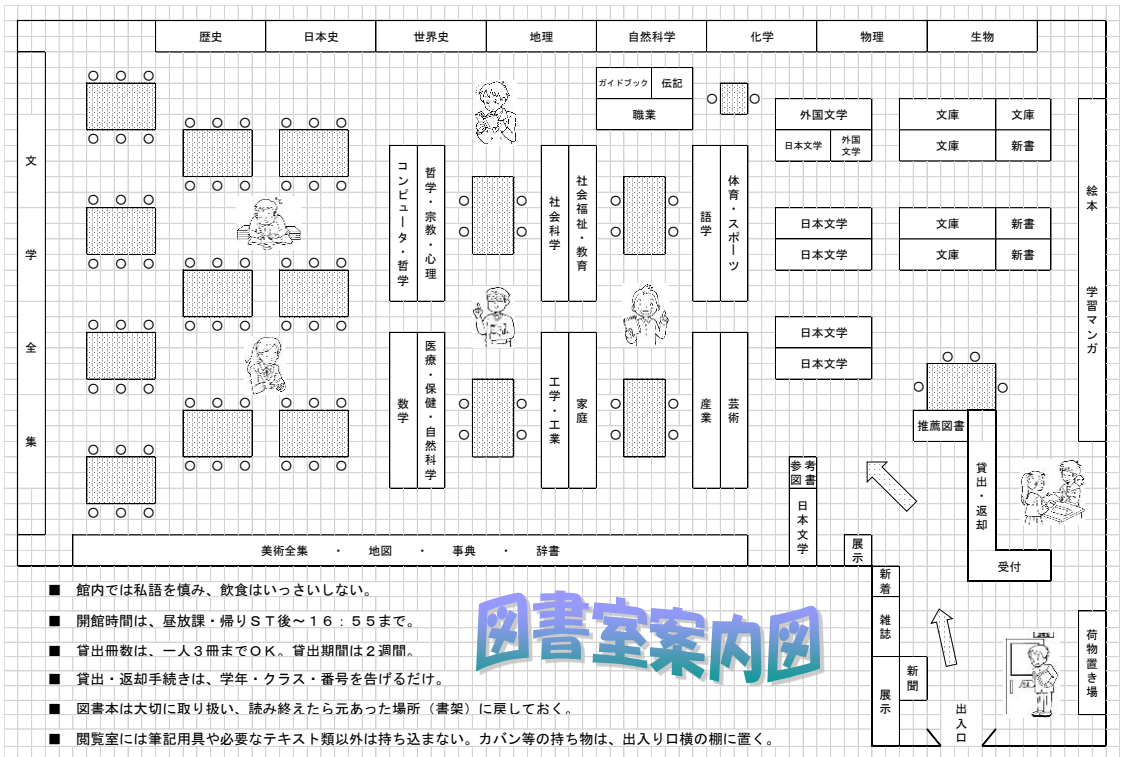 歴史
日本史
世界史
地理
自然科学
化学
物理
生物
ガイドブック
伝記
職業
外国文学
日本文学
外国文学
文庫
文庫
文庫
新書
文学全集
コンピュータ・哲学
哲学・宗教・心理
社会科学
社会福祉・教育
語学
体育・スポーツ
日本文学
日本文学
文庫
新書
文庫
新書
絵本
学習マンガ
数学
医療・保健・自然科学
工学・工業
家庭
産業
芸術
日本文学
日本文学
推薦図書
貸出・返却
受付
参考図書
日本文学
展示
美術全集 ・ 地図 ・ 事典 ・ 辞書
新着
雑誌
展示
新聞
出入口
荷物置き場
図書室案内図
■ 館内では私語を慎み、飲食はいっさいしない。
■ 開館時間は、昼放課・帰りＳＴ後～１６：５５まで。
■ 貸出冊数は、一人３冊までＯＫ。貸出期間は２週間。
■ 貸出・返却手続きは、学年・クラス・番号を告げるだけ。
■ 図書本は大切に取り扱い、読み終えたら元あった場所（書架）に戻しておく。
■ 閲覧室には筆記用具や必要なテキスト類以外は持ち込まない。カバン等の持ち物は、出入り口横の棚に置く。